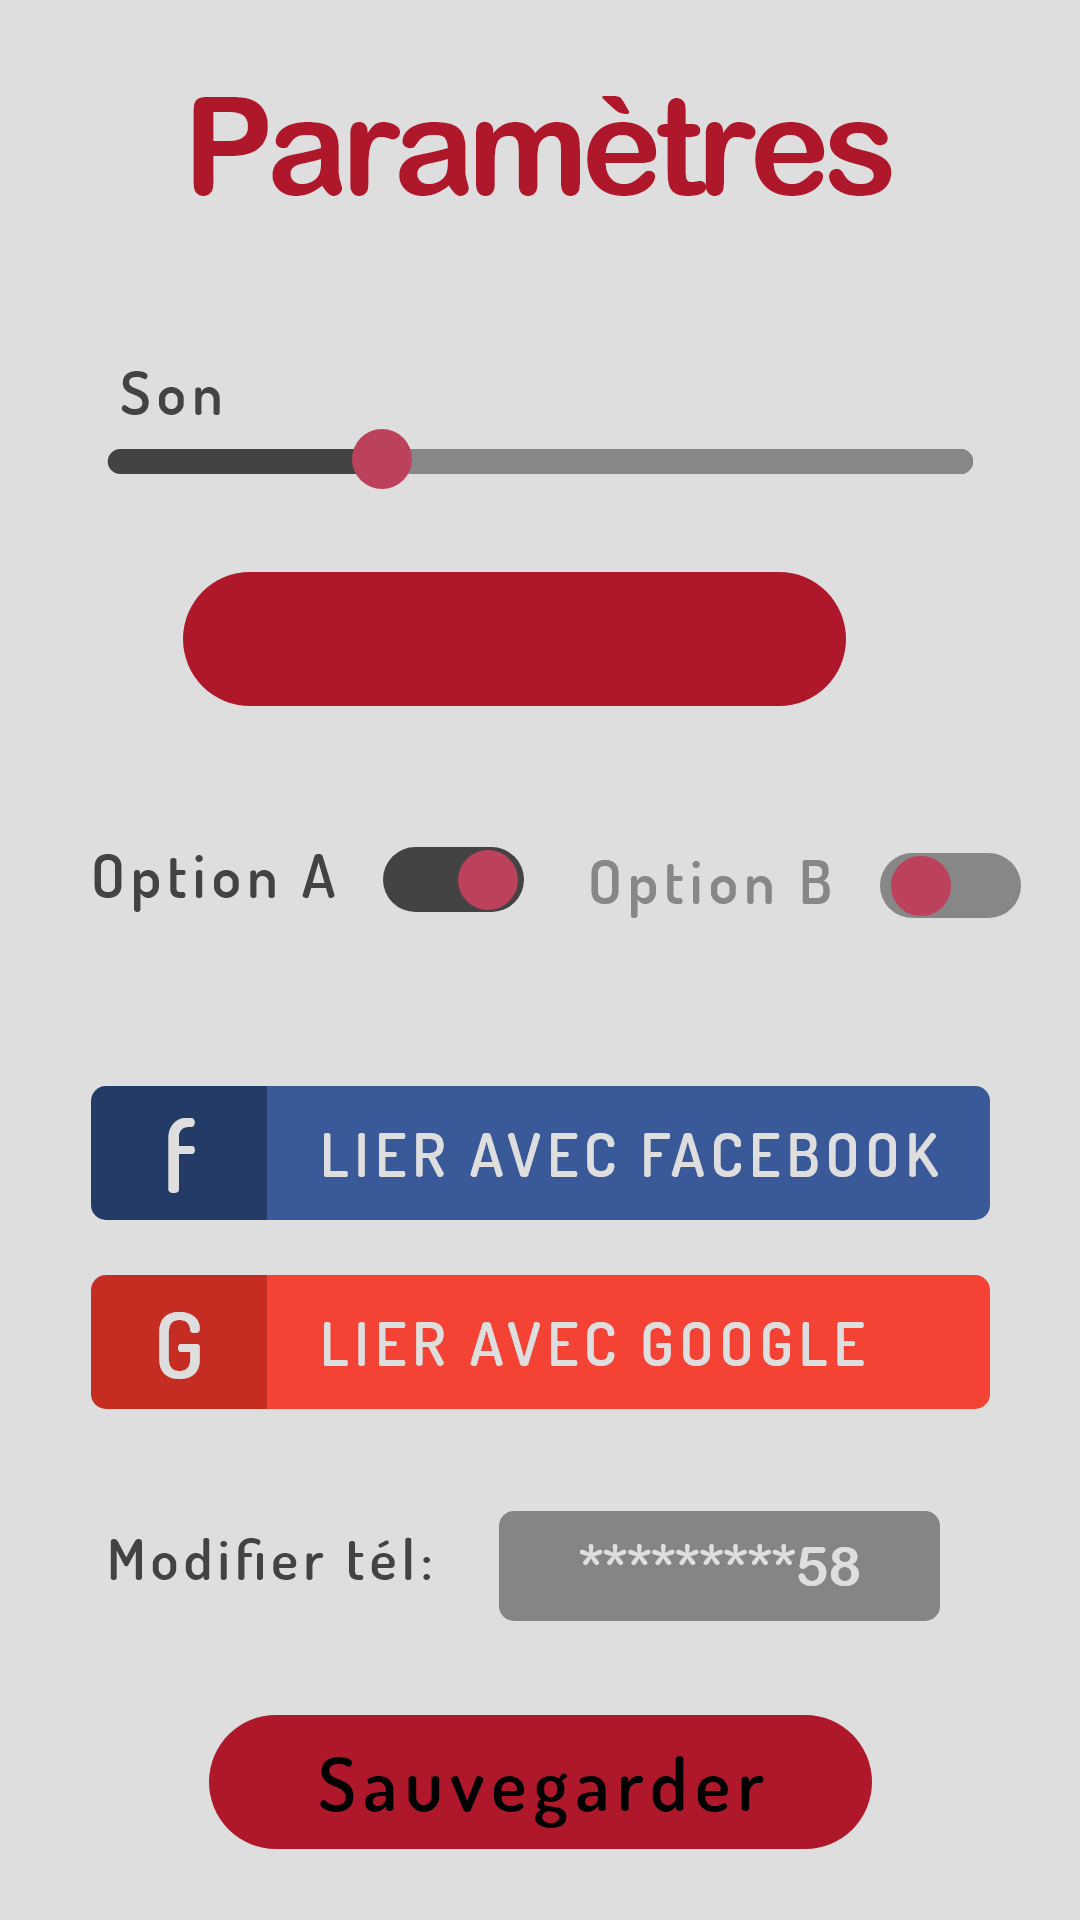 Paramètres
Son
Option A
Option B
f LIER AVEC FACEBOOK
G LIER AVEC GOOGLE
Modifier tél: *********58
Sauvegarder